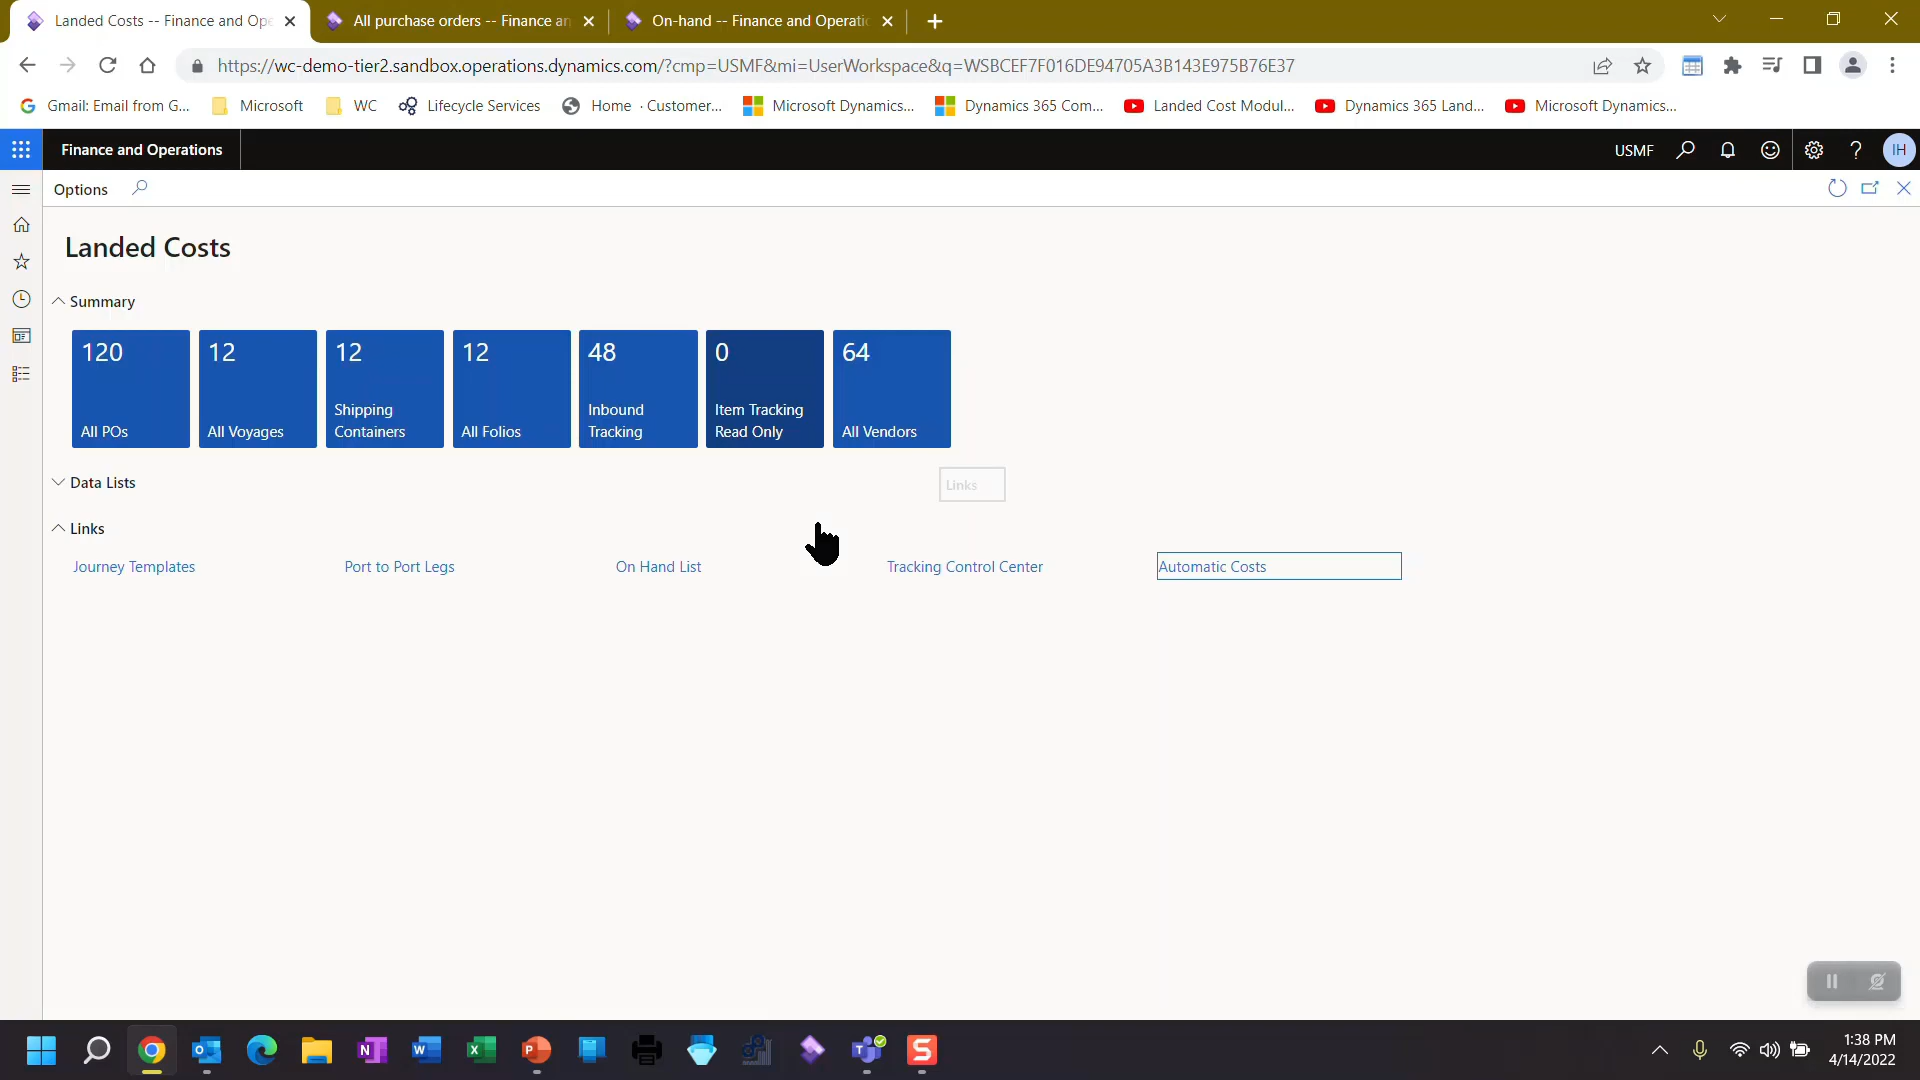 Landed Costs -- Finance and Ope
All purchase orders -- Finance an
On-hand -- Finance and Operatio
https://wc-demo-tier2.sandbox.operations.dynamics.com/?cmp=USMF&mi=UserWorkspace&q=WSBCEF7F016DE94705A3B143E975B76E37
Gmail: Email from G...
Microsoft
WC
Lifecycle Services
Home · Customer...
Microsoft Dynamics...
Dynamics 365 Com...
Landed Cost Modul...
Dynamics 365 Land...
Microsoft Dynamics...
Finance and Operations
USMF
IH
Options
Landed Costs
Summary
120
All POs
12
All Voyages
12
Shipping
Containers
12
All Folios
48
Inbound
Tracking
0
Item Tracking
Read Only
64
All Vendors
Data Lists
Links
Links
Journey Templates
Port to Port Legs
On Hand List
Tracking Control Center
Automatic Costs
1:38 PM
4/14/2022